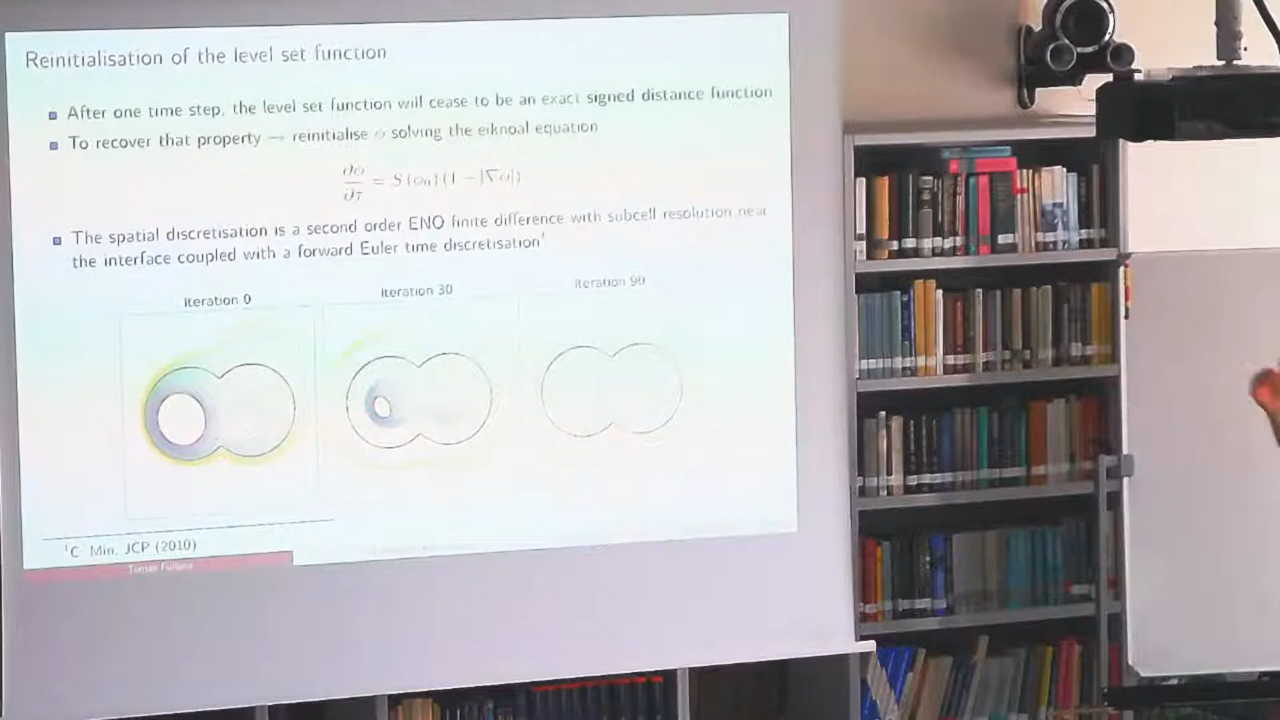 Reinitialisation of the level set function
After one time step, the level set function will cease to be an exact signed distance function
To recover that property → reinitialise ϕ solving the eiknoal equation
∂ϕ/∂τ = S(ϕ₀)(1 − |∇ϕ|)
The spatial discretisation is a second order ENO finite difference with subcell resolution near
the interface coupled with a forward Euler time discretisation¹
Iteration 0
Iteration 30
Iteration 90
¹C. Min, JCP (2010)